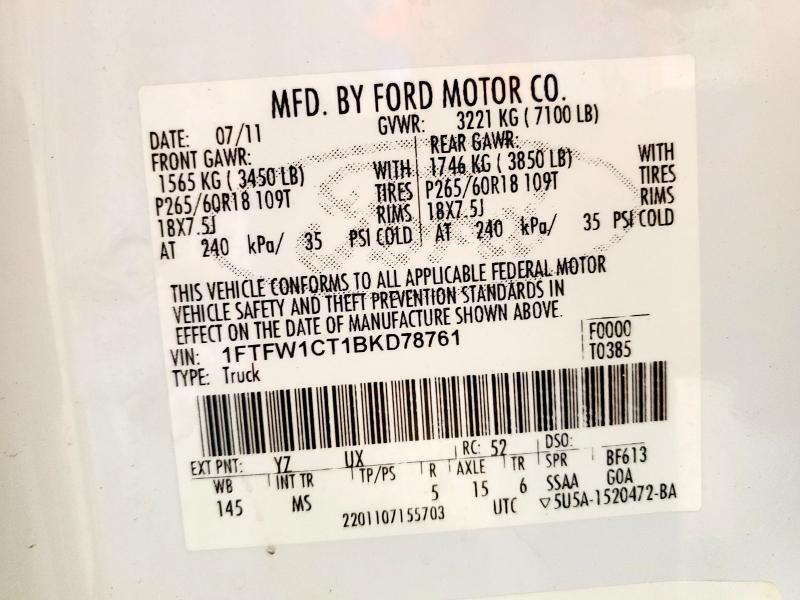 MFD. BY FORD MOTOR CO.
DATE: 07/11 GVWR: 3221 KG ( 7100 LB)
FRONT GAWR: REAR GAWR:
1565 KG ( 3450 LB) WITH 1746 KG ( 3850 LB) WITH
P265/60R18 109T TIRES P265/60R18 109T TIRES
18X7.5J RIMS 18X7.5J RIMS
AT 240 kPa/ 35 PSI COLD AT 240 kPa/ 35 PSI COLD
THIS VEHICLE CONFORMS TO ALL APPLICABLE FEDERAL MOTOR
VEHICLE SAFETY AND THEFT PREVENTION STANDARDS IN
EFFECT ON THE DATE OF MANUFACTURE SHOWN ABOVE.
VIN: 1FTFW1CT1BKD78761 F0000
TYPE: Truck T0385
EXT PNT: YZ UX RC: 52 DSO:
WB INT TR TP/PS R AXLE TR SPR BF613
145 MS 5 15 6 SSAA GOA
2201107155703 UTC ▽5U5A-1520472-BA